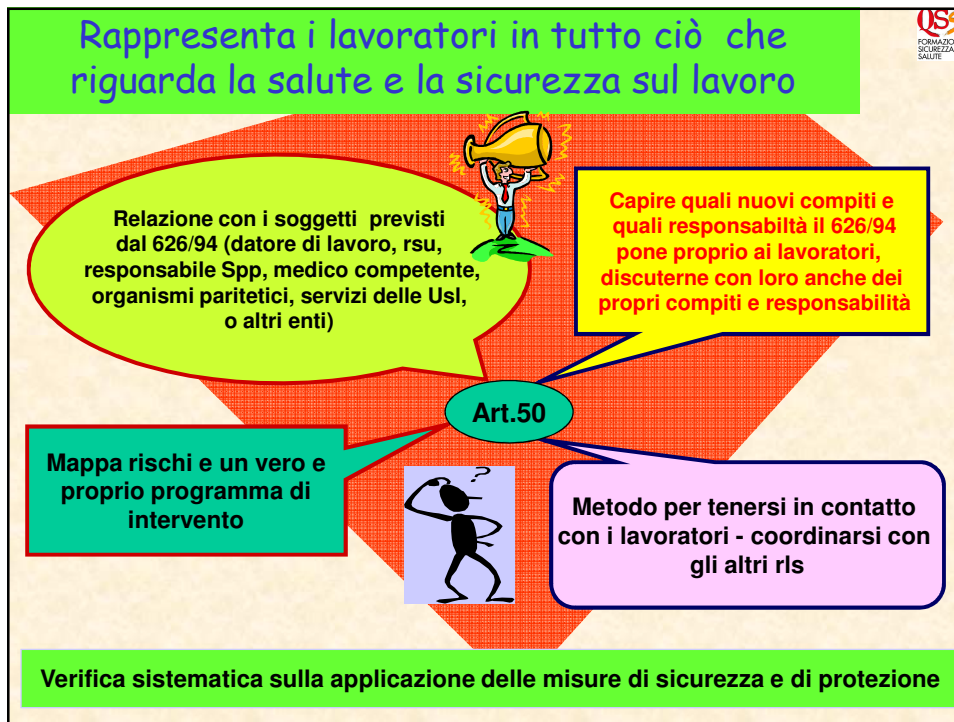 Rappresenta i lavoratori in tutto ciò che
riguarda la salute e la sicurezza sul lavoro
QS
FORMAZIO
SICUREZZA
SALUTE
Relazione con i soggetti previsti
dal 626/94 (datore di lavoro, rsu,
responsabile Spp, medico competente,
organismi paritetici, servizi delle Usl,
o altri enti)
Capire quali nuovi compiti e
quali responsabiltà il 626/94
pone proprio ai lavoratori,
discuterne con loro anche dei
propri compiti e responsabilità
Art.50
Mappa rischi e un vero e
proprio programma di
intervento
?
Metodo per tenersi in contatto
con i lavoratori - coordinarsi con
gli altri rls
Verifica sistematica sulla applicazione delle misure di sicurezza e di protezione